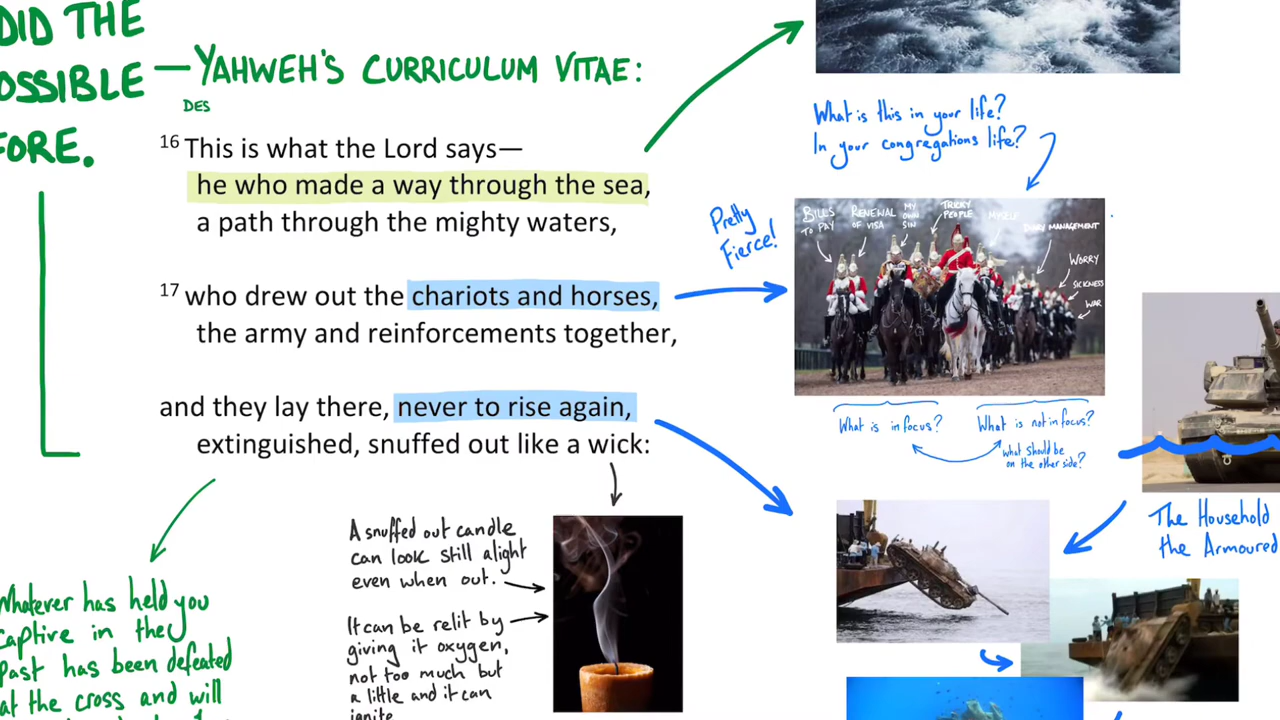 DID THE
OSSIBLE
FORE.
— YAHWEH'S CURRICULUM VITAE:
DES
16 This is what the Lord says—
he who made a way through the sea,
a path through the mighty waters,
17 who drew out the chariots and horses,
the army and reinforcements together,
and they lay there, never to rise again,
extinguished, snuffed out like a wick:
What is this in your life?
In your congregations life?
Pretty
Fierce!
BILLS
TO PAY
RENEWAL
OF VISA
MY
OWN
SIN
TRICKY
PEOPLE
MYSELF
DIARY MANAGEMENT
WORRY
SICKNESS
WAR
What is in focus?
What is not in focus?
What should be
on the other side?
The Household
the Armoured
A snuffed out candle
can look still alight
even when out.
It can be relit by
giving it oxygen,
not too much but
a little and it can
ignite
Whatever has held you
captive in the
past has been defeated
at the cross and will